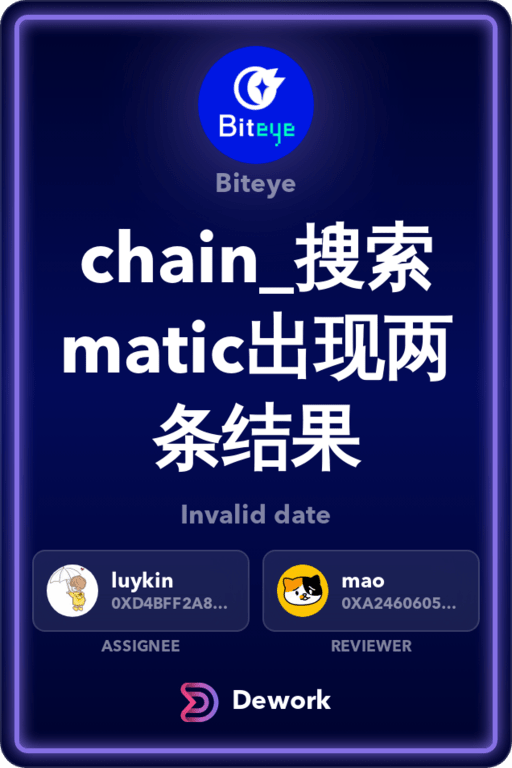 Biteye
Biteye
chain_搜索
matic出现两
条结果
Invalid date
luykin
0XD4BFF2A8...
mao
0XA2460605...
ASSIGNEE
REVIEWER
Dework